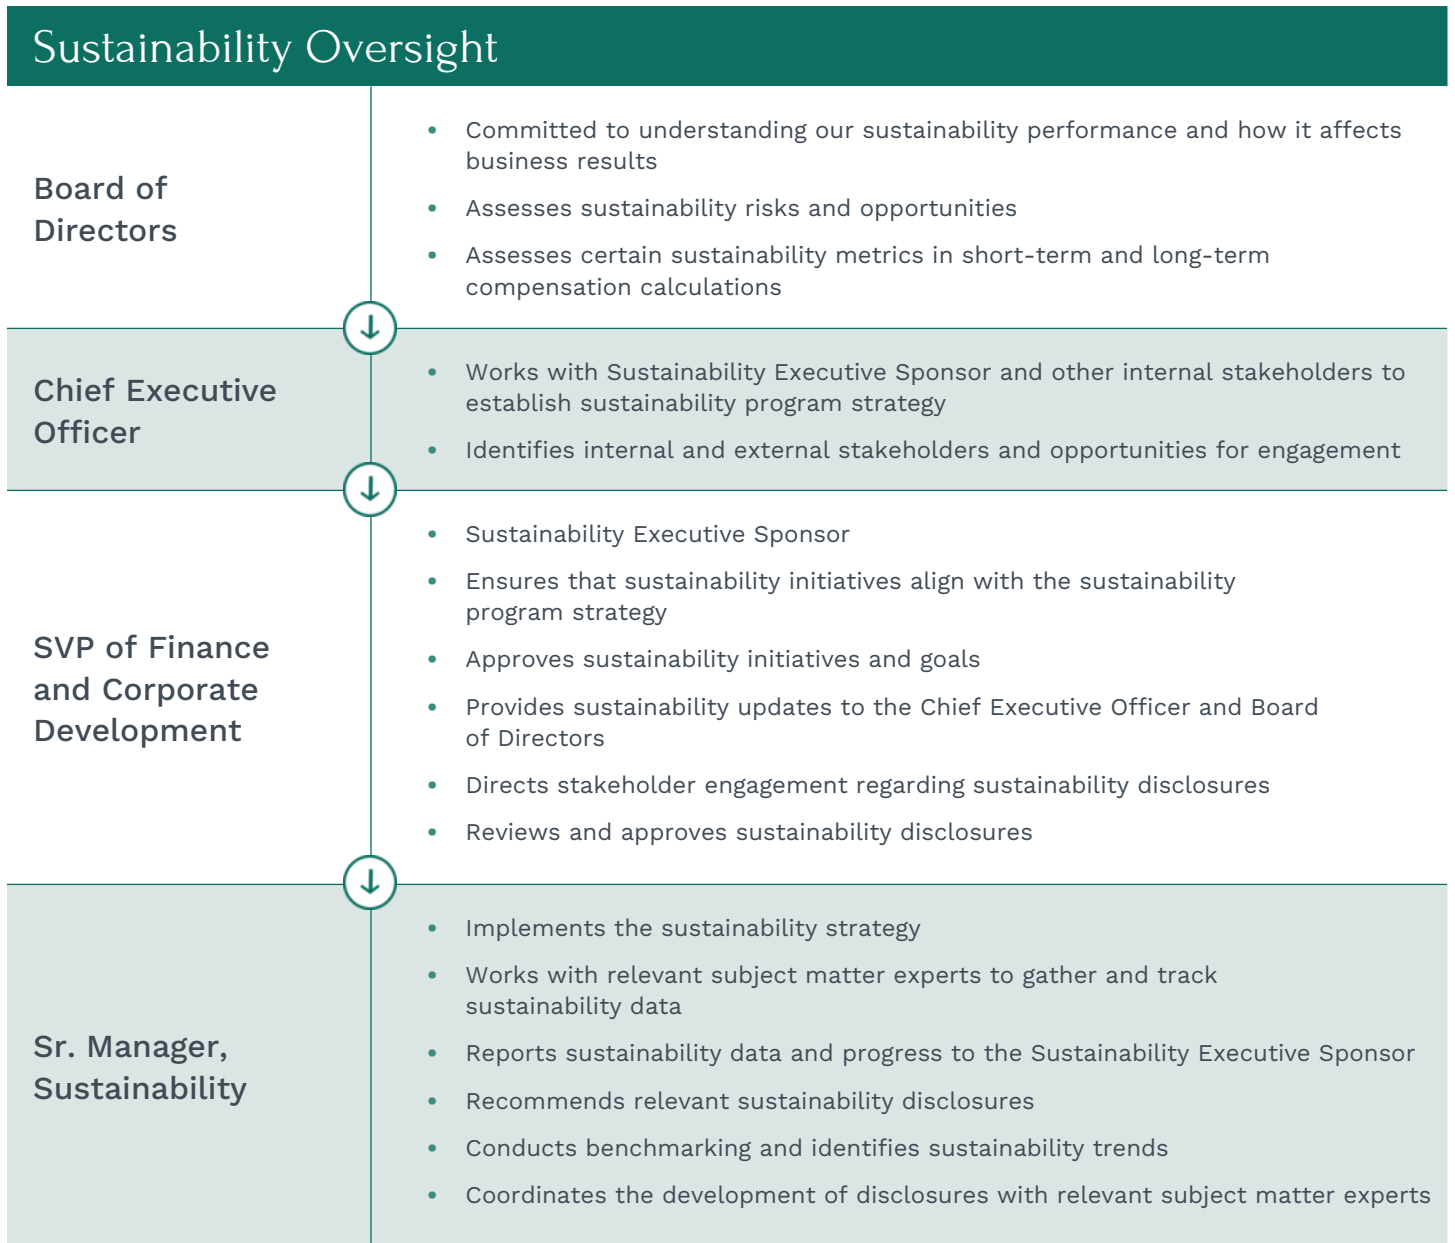 Sustainability Oversight
Board of
Directors
• Committed to understanding our sustainability performance and how it affects
business results
• Assesses sustainability risks and opportunities
• Assesses certain sustainability metrics in short-term and long-term
compensation calculations
Chief Executive
Officer
• Works with Sustainability Executive Sponsor and other internal stakeholders to
establish sustainability program strategy
• Identifies internal and external stakeholders and opportunities for engagement
SVP of Finance
and Corporate
Development
• Sustainability Executive Sponsor
• Ensures that sustainability initiatives align with the sustainability
program strategy
• Approves sustainability initiatives and goals
• Provides sustainability updates to the Chief Executive Officer and Board
of Directors
• Directs stakeholder engagement regarding sustainability disclosures
• Reviews and approves sustainability disclosures
Sr. Manager,
Sustainability
• Implements the sustainability strategy
• Works with relevant subject matter experts to gather and track
sustainability data
• Reports sustainability data and progress to the Sustainability Executive Sponsor
• Recommends relevant sustainability disclosures
• Conducts benchmarking and identifies sustainability trends
• Coordinates the development of disclosures with relevant subject matter experts